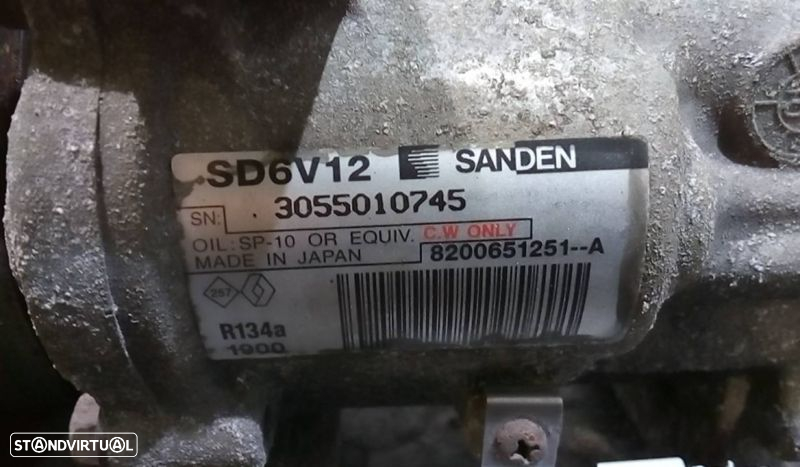 SD6V12 SANDEN
SN: 3055010745
OIL:SP-10 OR EQUIV. C.W ONLY
MADE IN JAPAN 8200651251--A
257
R134a
1900
STANDVIRTUAL